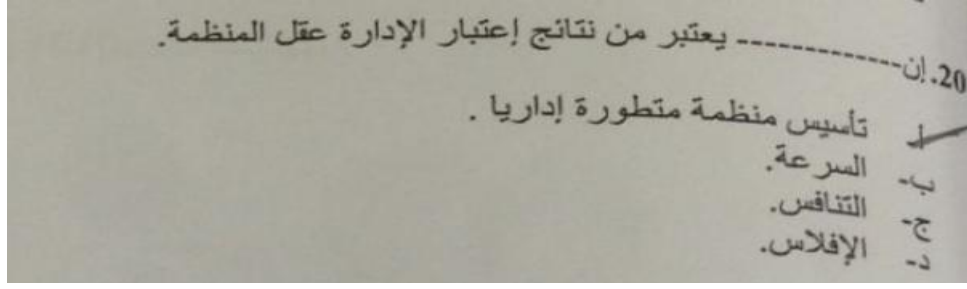 20. إن------------- يعتبر من نتائج إعتبار الإدارة عقل المنظمة.
أ- تأسيس منظمة متطورة إداريا .
ب- السرعة.
ج- التنافس.
د- الإفلاس.